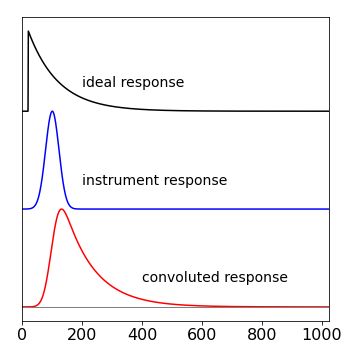 ideal response
instrument response
convoluted response
0 200 400 600 800 1000